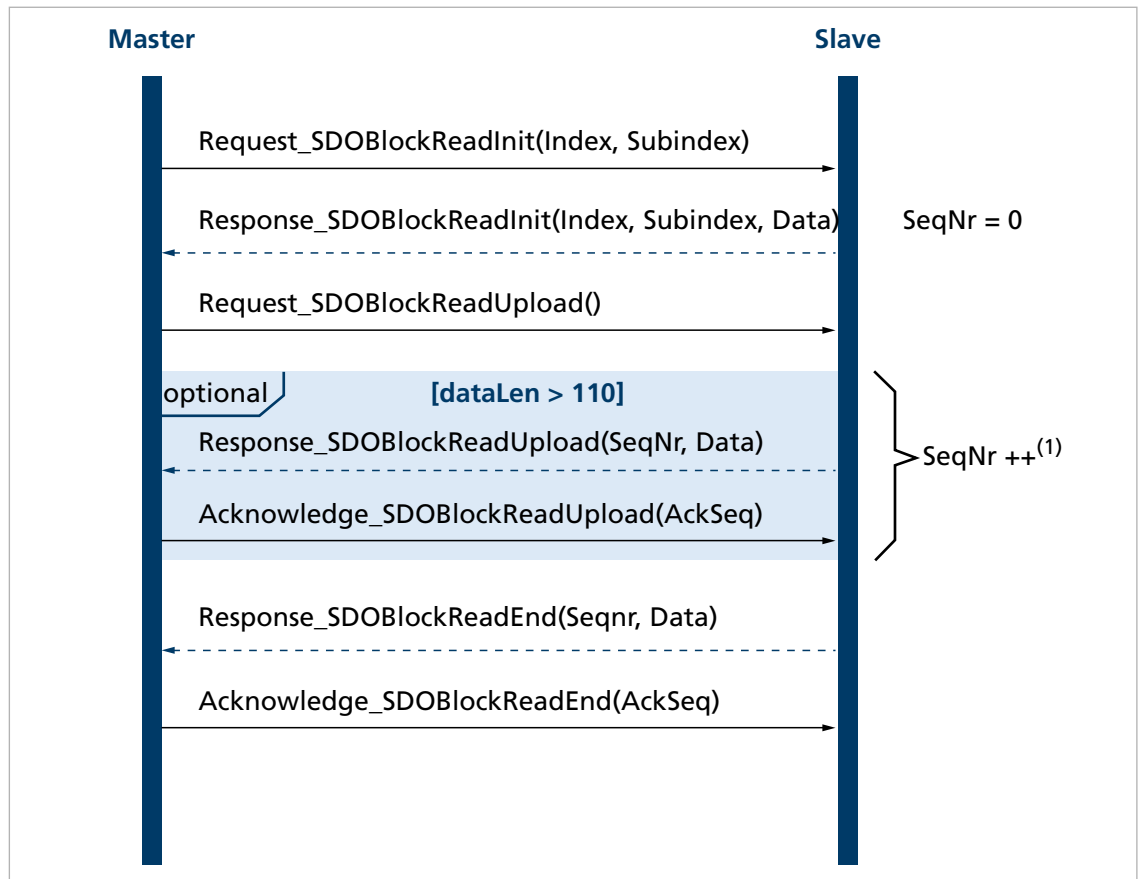 Master
Slave
Request_SDOBlockReadInit(Index, Subindex)
Response_SDOBlockReadInit(Index, Subindex, Data)
SeqNr = 0
Request_SDOBlockReadUpload()
optional
[dataLen > 110]
Response_SDOBlockReadUpload(SeqNr, Data)
SeqNr ++(1)
Acknowledge_SDOBlockReadUpload(AckSeq)
Response_SDOBlockReadEnd(Seqnr, Data)
Acknowledge_SDOBlockReadEnd(AckSeq)